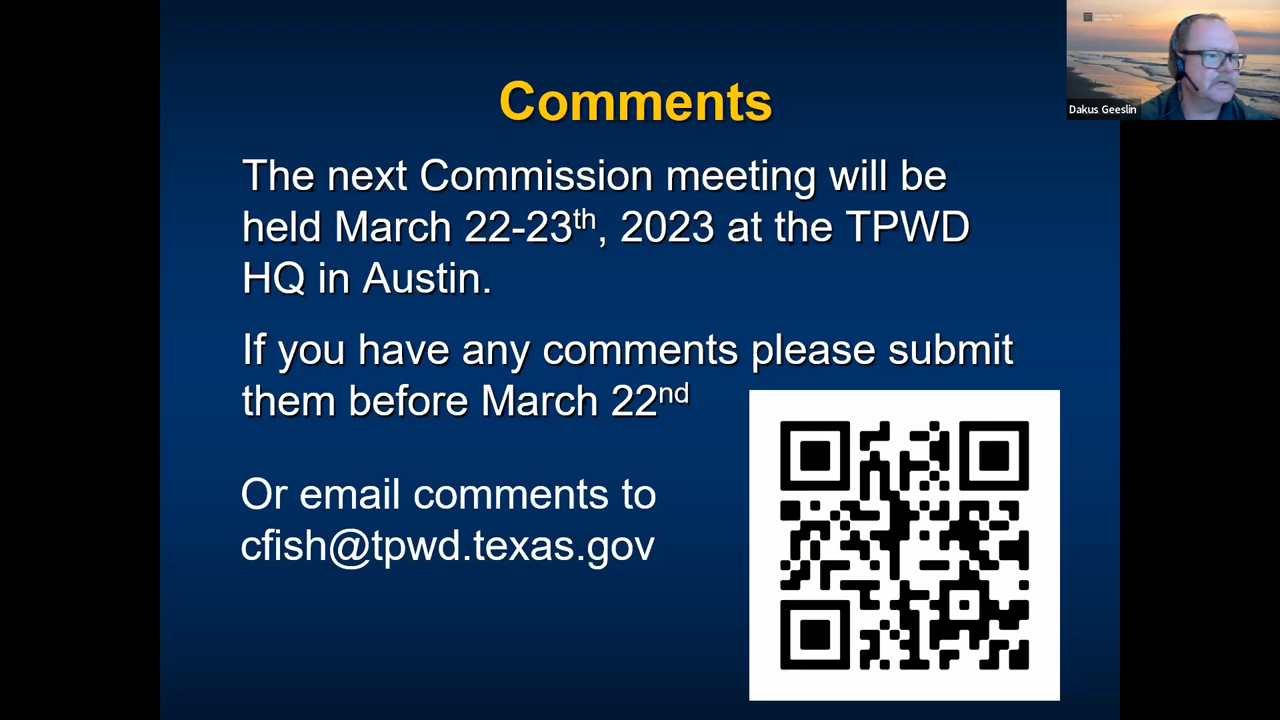 Comments
The next Commission meeting will be
held March 22-23th, 2023 at the TPWD
HQ in Austin.
If you have any comments please submit
them before March 22nd
Or email comments to
cfish@tpwd.texas.gov
Dakus Geeslin